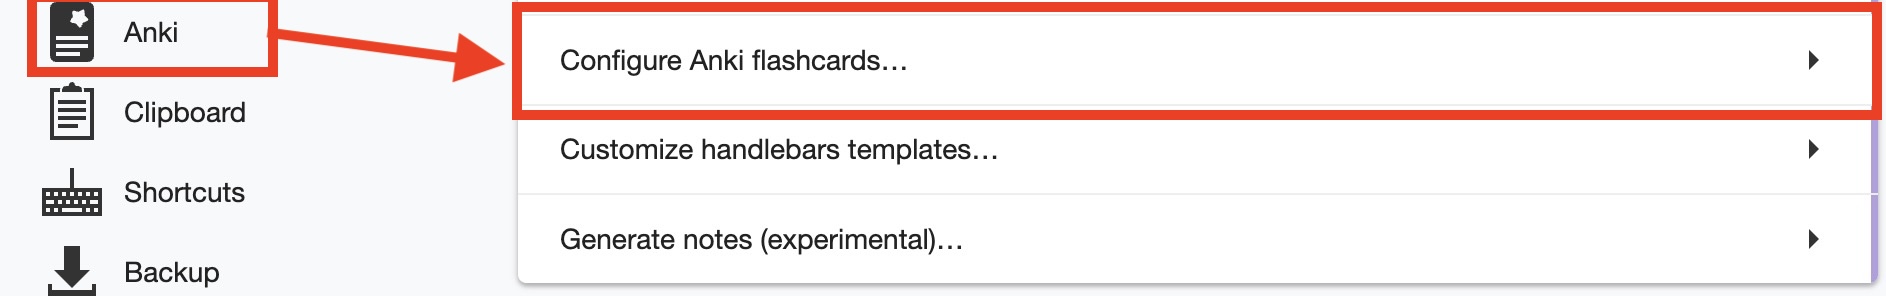 Anki
Clipboard
Shortcuts
Backup
Configure Anki flashcards…
Customize handlebars templates…
Generate notes (experimental)…